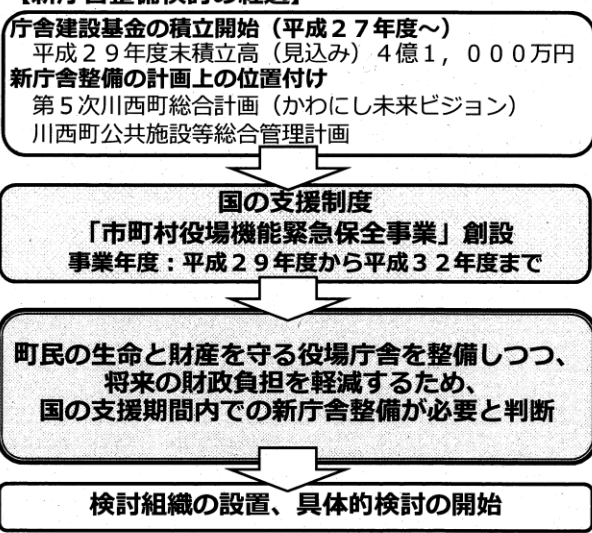 【新庁舎整備検討の経過】
庁舎建設基金の積立開始（平成２７年度～）
平成２９年度末積立高（見込み）４億１，０００万円
新庁舎整備の計画上の位置付け
第５次川西町総合計画（かわにし未来ビジョン）
川西町公共施設等総合管理計画
国の支援制度
「市町村役場機能緊急保全事業」創設
事業年度：平成２９年度から平成３２年度まで
町民の生命と財産を守る役場庁舎を整備しつつ、
将来の財政負担を軽減するため、
国の支援期間内での新庁舎整備が必要と判断
検討組織の設置、具体的検討の開始